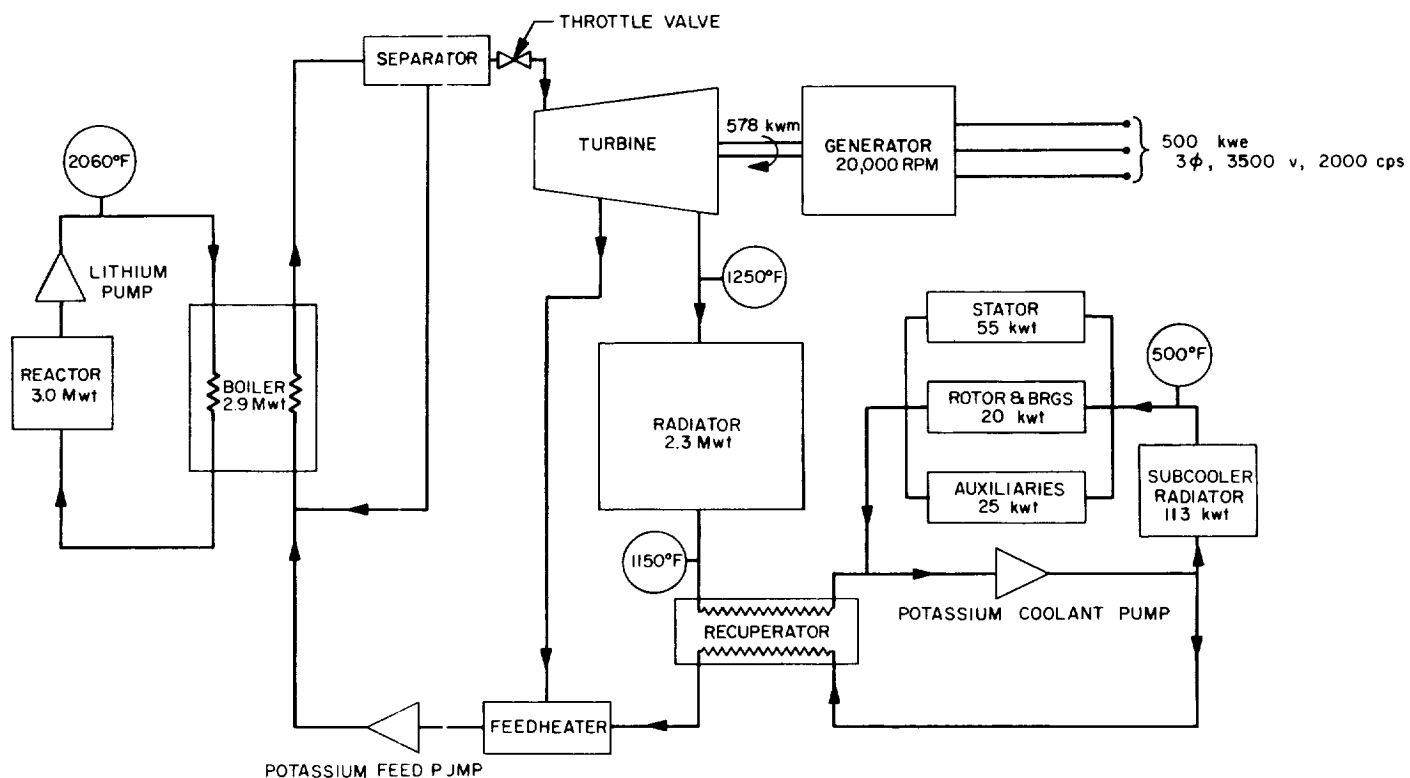 THROTTLE VALVE
SEPARATOR
2060°F
LITHIUM
PUMP
REACTOR
3.0 Mwt
BOILER
2.9 Mwt
TURBINE
578 kwm
GENERATOR
20,000 RPM
500 kwe
3ϕ, 3500 v, 2000 cps
1250°F
RADIATOR
2.3 Mwt
STATOR
55 kwt
ROTOR & BRGS
20 kwt
AUXILIARIES
25 kwt
500°F
SUBCOOLER
RADIATOR
113 kwt
1150°F
RECUPERATOR
POTASSIUM COOLANT PUMP
FEEDHEATER
POTASSIUM FEED PJMP